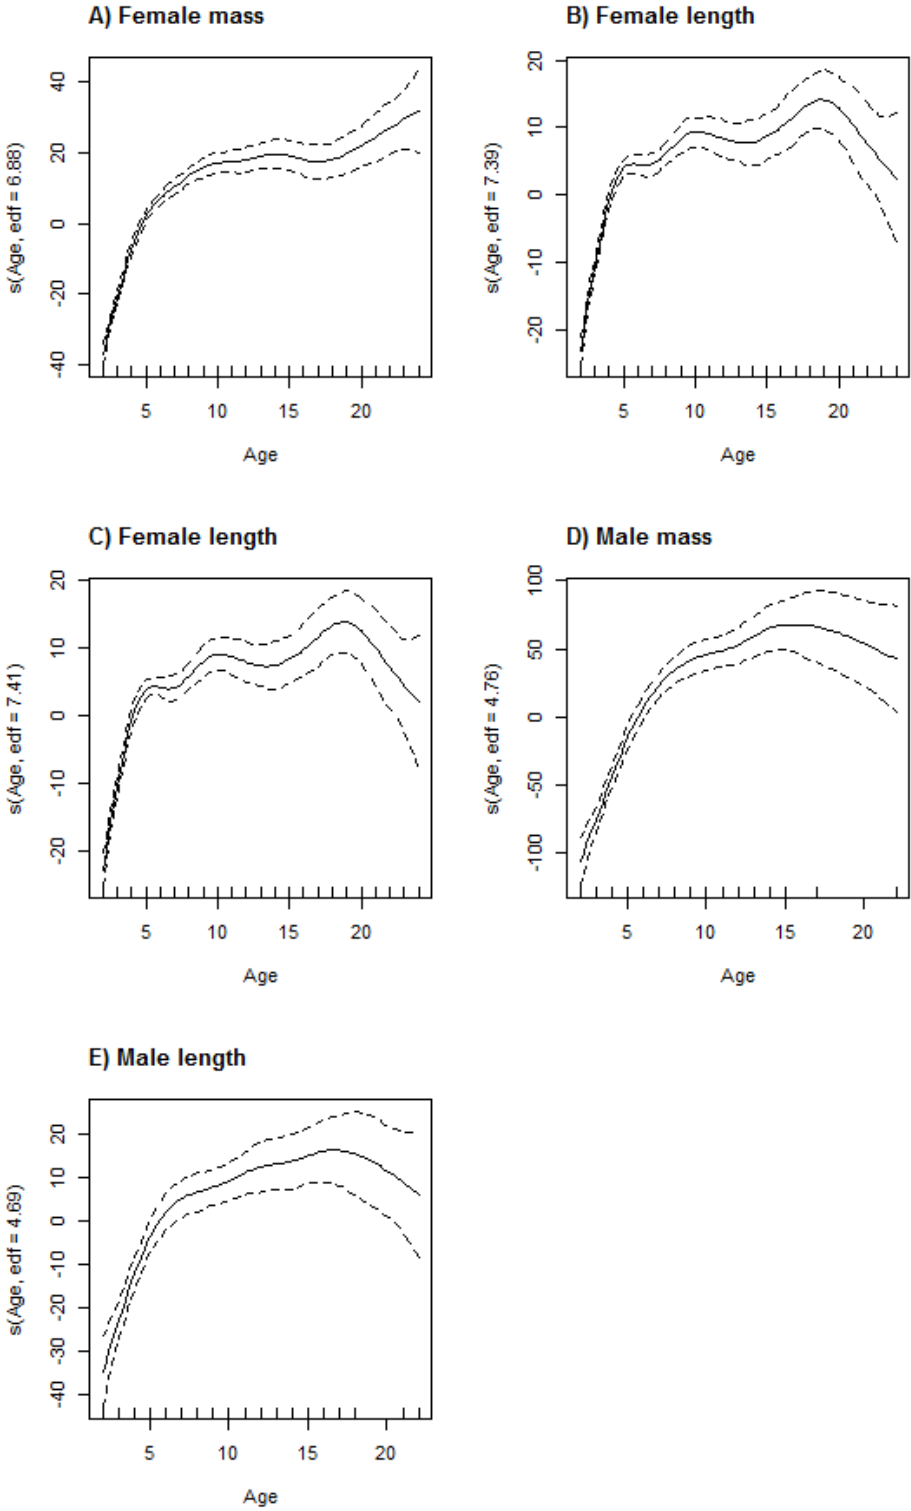 A) Female mass
s(Age, edf = 6.88)
40
20
0
-20
-40
5 10 15 20
Age
B) Female length
s(Age, edf = 7.39)
20
10
0
-10
-20
5 10 15 20
Age
C) Female length
s(Age, edf = 7.41)
20
10
0
-10
-20
5 10 15 20
Age
D) Male mass
s(Age, edf = 4.76)
100
50
0
-50
-100
5 10 15 20
Age
E) Male length
s(Age, edf = 4.69)
20
10
0
-10
-20
-30
-40
5 10 15 20
Age